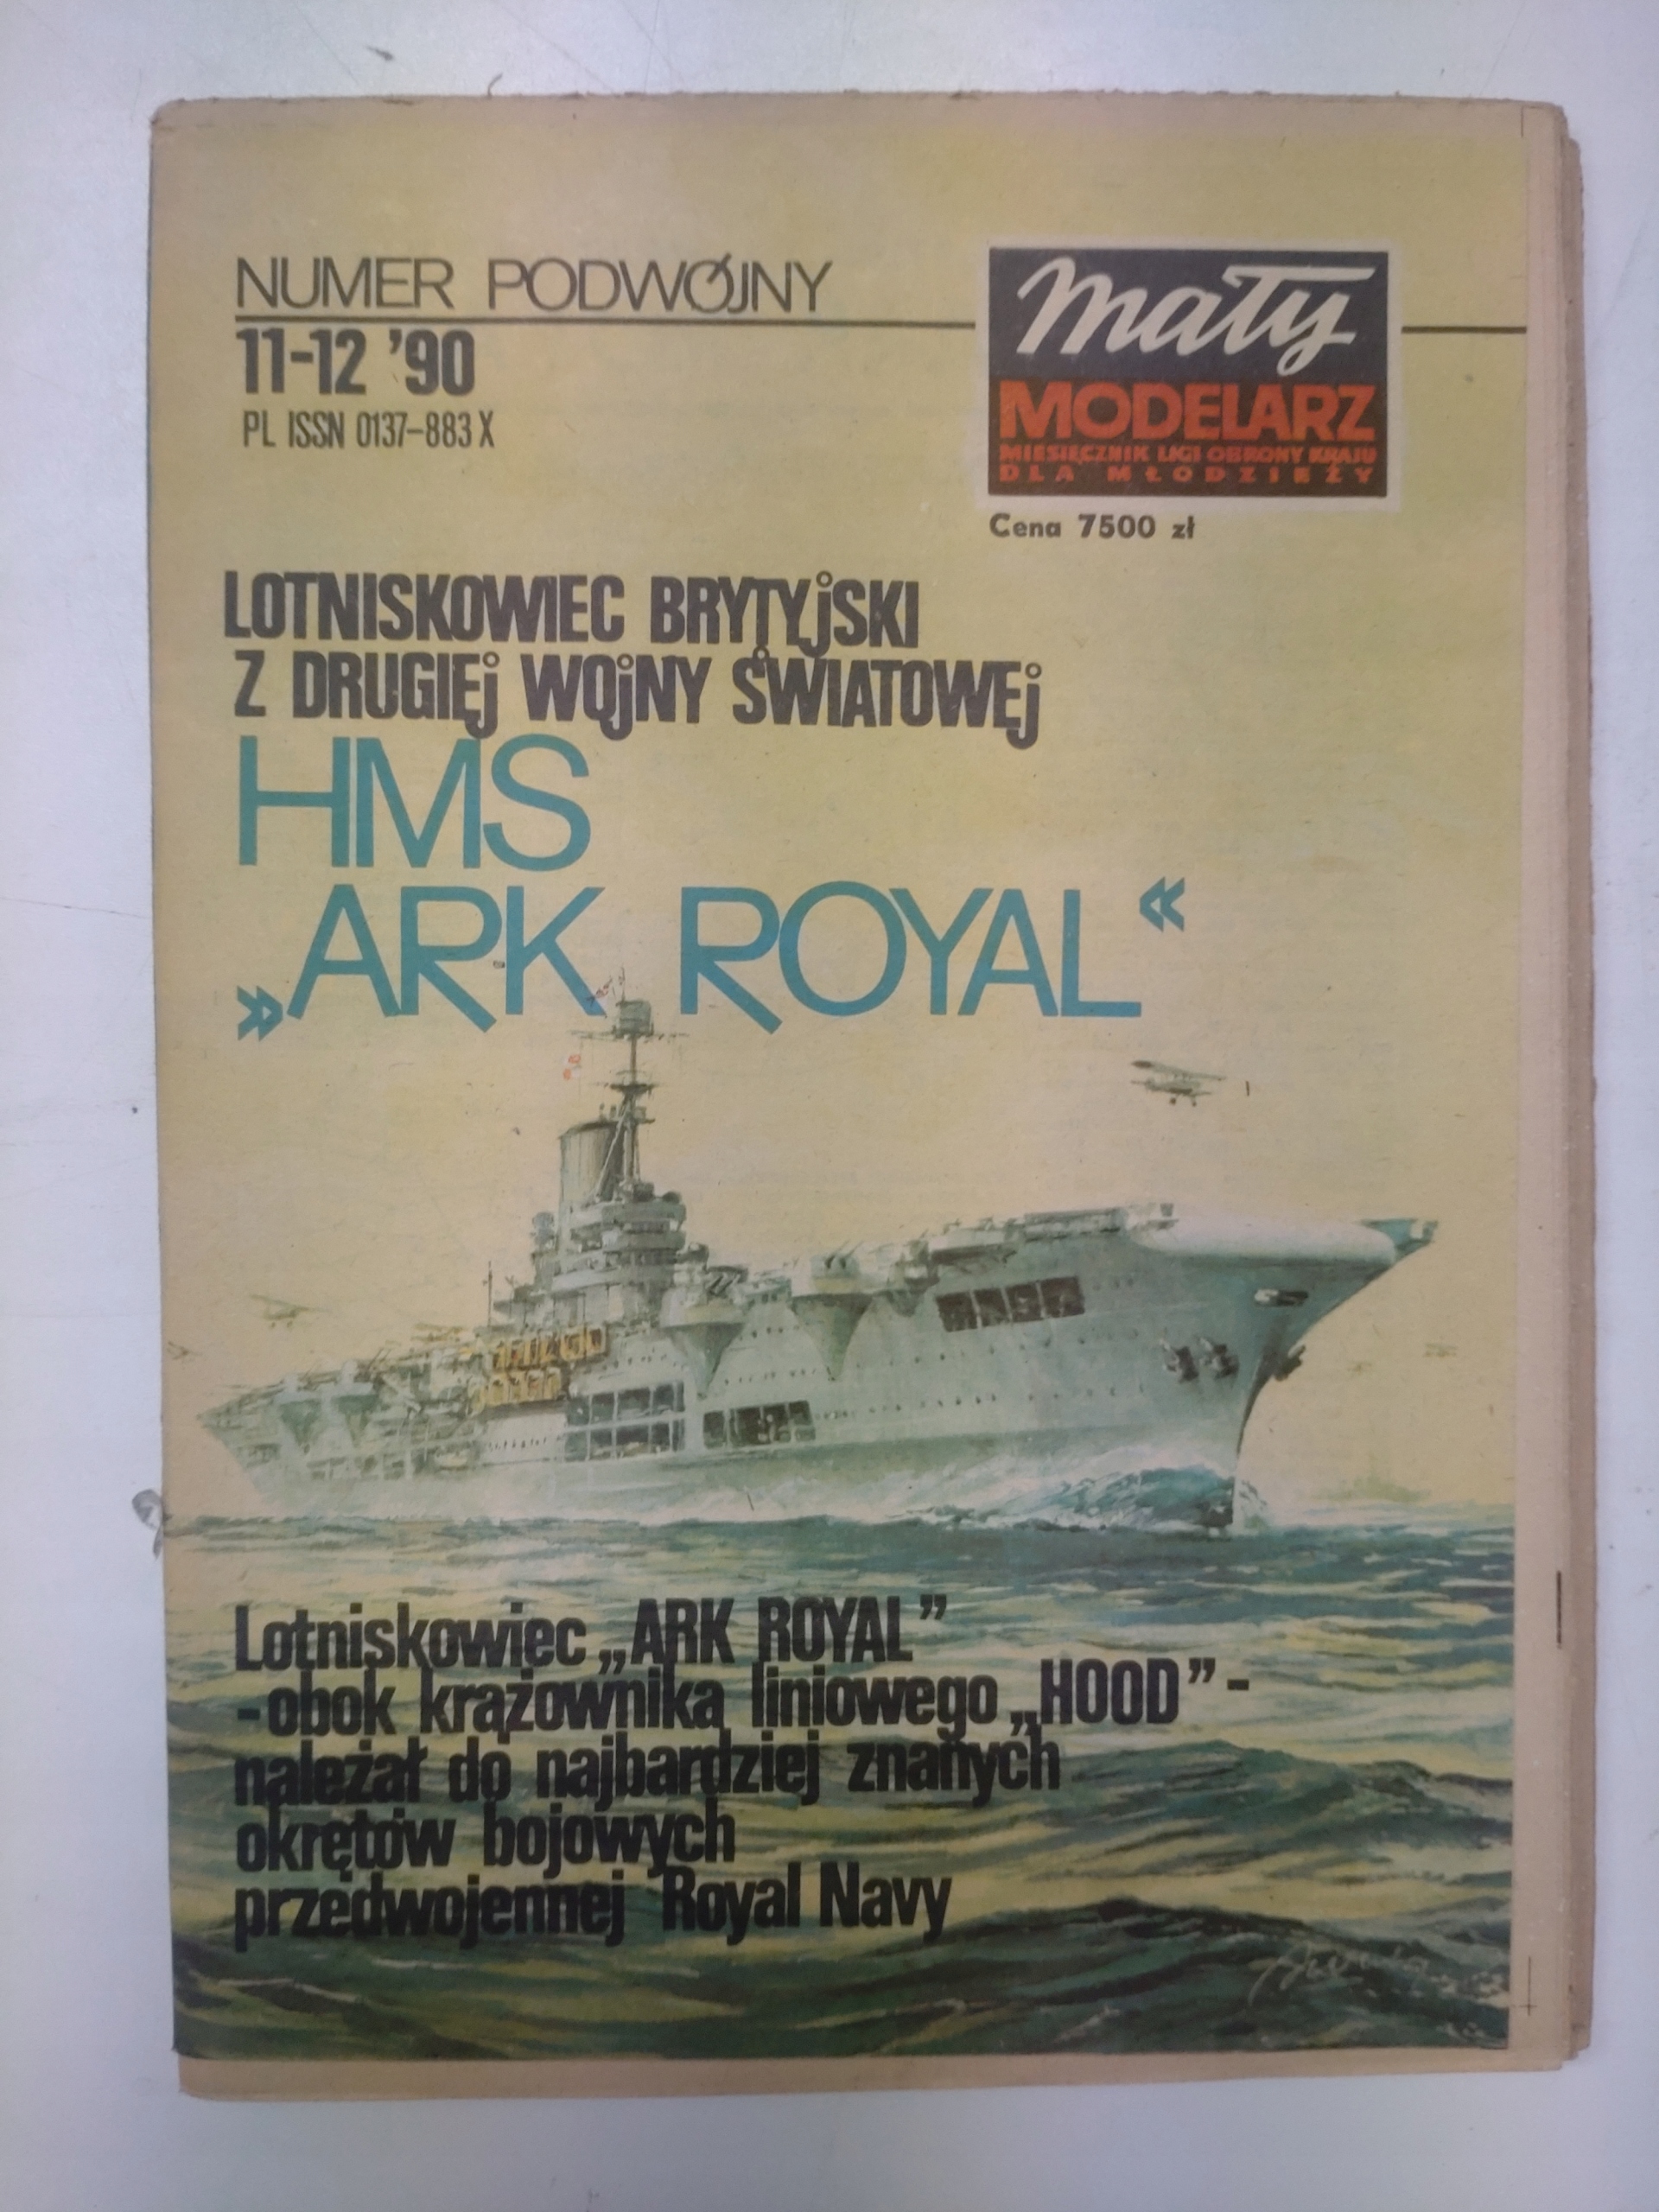 NUMER PODWÓJNY
11-12 '90
PL ISSN 0137-883 X
mały
MODELARZ
MIESIĘCZNIK LIGI OBRONY KRAJU
DLA MŁODZIEŻY
Cena 7500 zł
LOTNISKOWIEC BRYTYjSKI
Z DRUGIEj WOjNY ŚWIATOWEj
HMS
„ARK ROYAL“
Lotniskowiec „ARK ROYAL”
- obok krążownika liniowego „HOOD” -
należał do najbardziej znanych
okrętów bojowych
przedwojennej Royal Navy